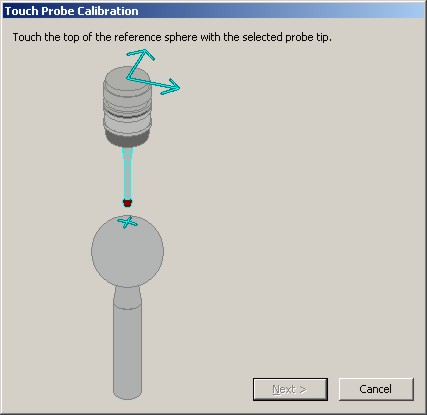 Touch Probe Calibration
Touch the top of the reference sphere with the selected probe tip.
Next >
Cancel